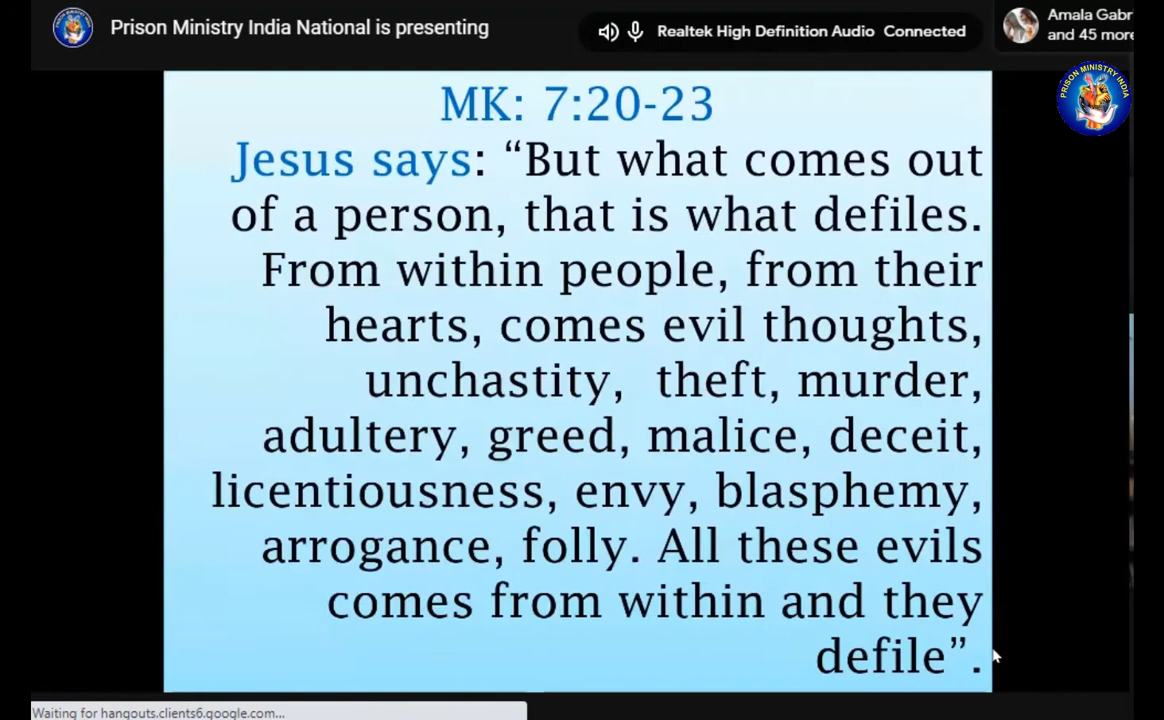 Prison Ministry India National is presenting
Realtek High Definition Audio Connected
Amala Gabr
and 45 more
PRISON MINISTRY INDIA
MK: 7:20-23
Jesus says: “But what comes out
of a person, that is what defiles.
From within people, from their
hearts, comes evil thoughts,
unchastity, theft, murder,
adultery, greed, malice, deceit,
licentiousness, envy, blasphemy,
arrogance, folly. All these evils
comes from within and they
defile”.
Waiting for hangouts.clients6.google.com...